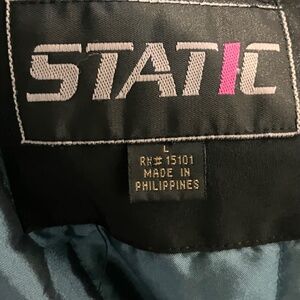 STATIC
L
RN# 15101
MADE IN
PHILIPPINES